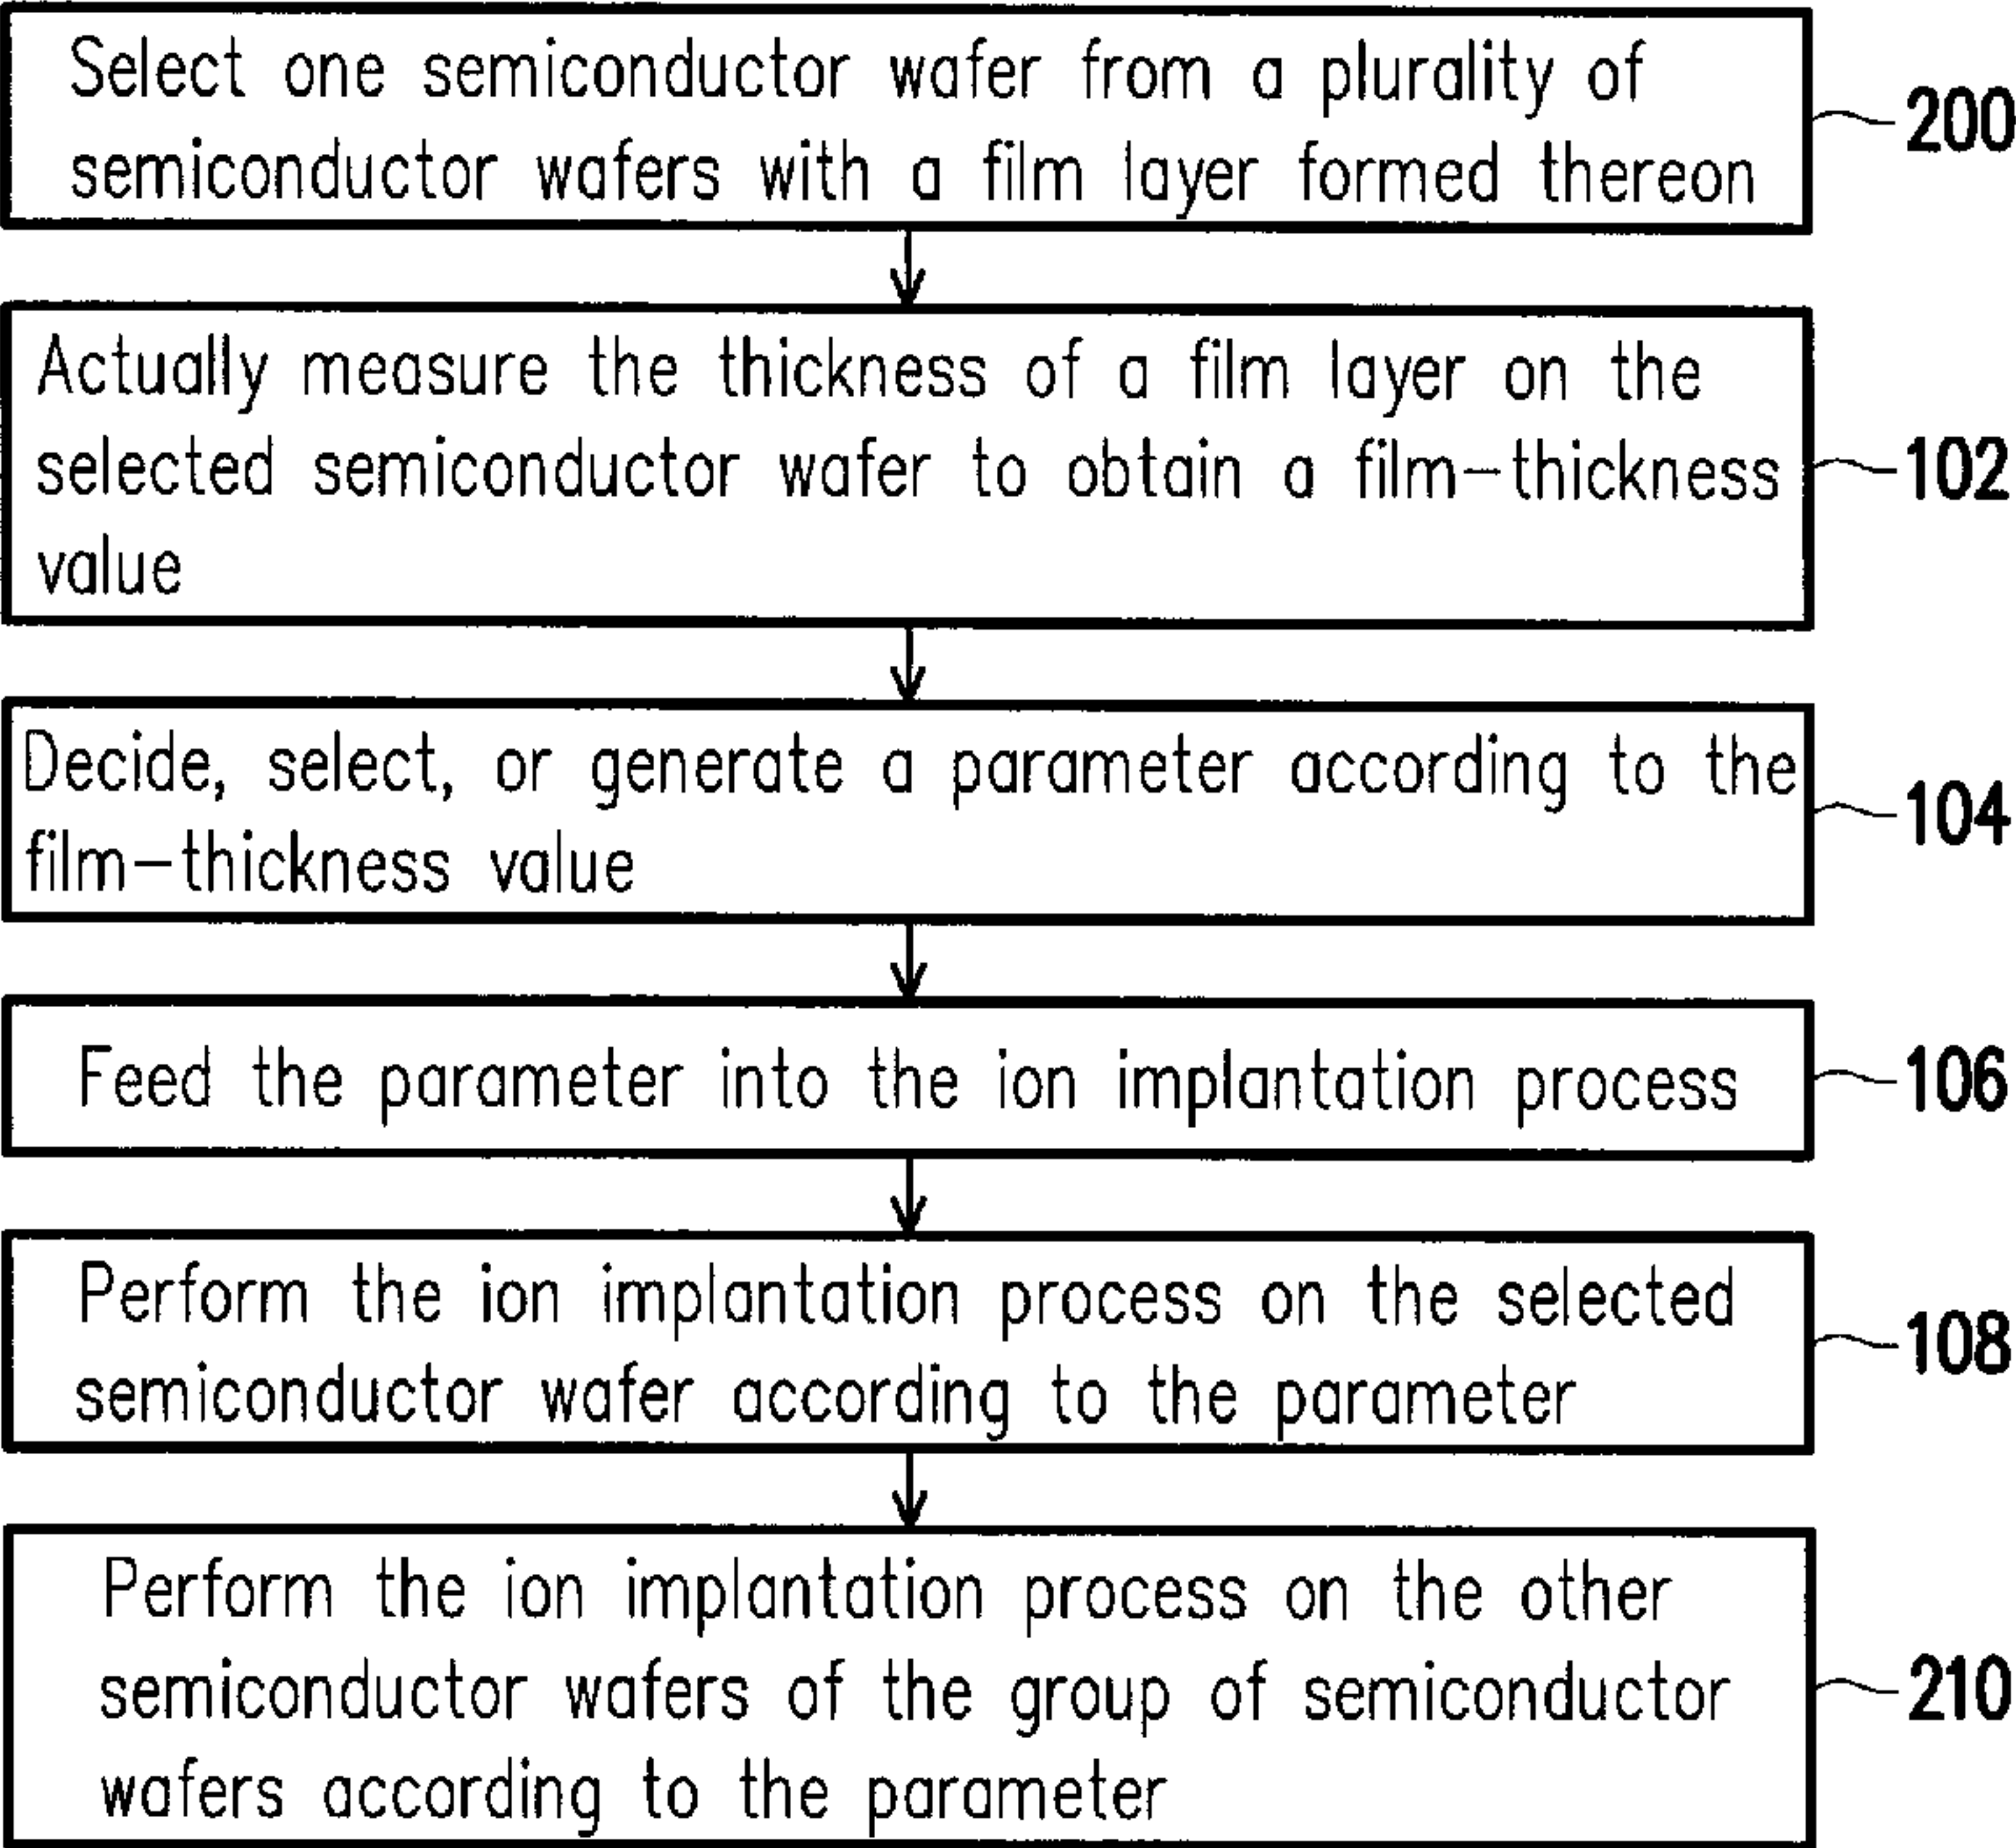 Select one semiconductor wafer from a plurality of
semiconductor wafers with a film layer formed thereon
200
Actually measure the thickness of a film layer on the
selected semiconductor wafer to obtain a film-thickness
value
102
Decide, select, or generate a parameter according to the
film-thickness value
104
Feed the parameter into the ion implantation process
106
Perform the ion implantation process on the selected
semiconductor wafer according to the parameter
108
Perform the ion implantation process on the other
semiconductor wafers of the group of semiconductor
wafers according to the parameter
210